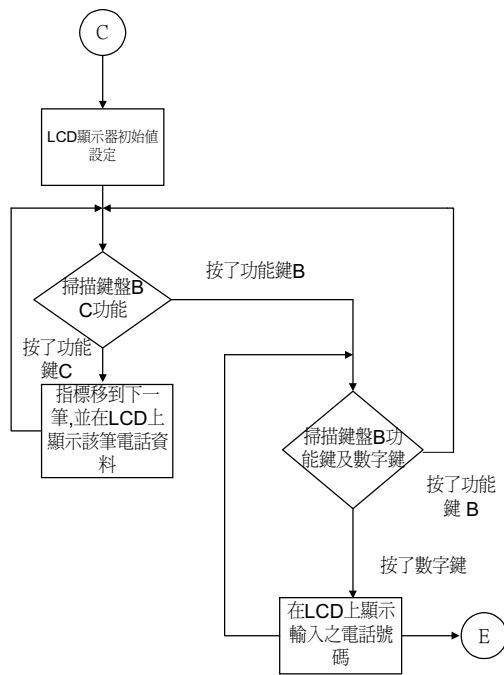 C
LCD顯示器初始值
設定
掃描鍵盤B
C功能
按了功能鍵B
按了功能
鍵C
指標移到下一
筆,並在LCD上
顯示該筆電話資
料
掃描鍵盤B功
能鍵及數字鍵
按了功能
鍵 B
按了數字鍵
在LCD上顯示
輸入之電話號
碼
E